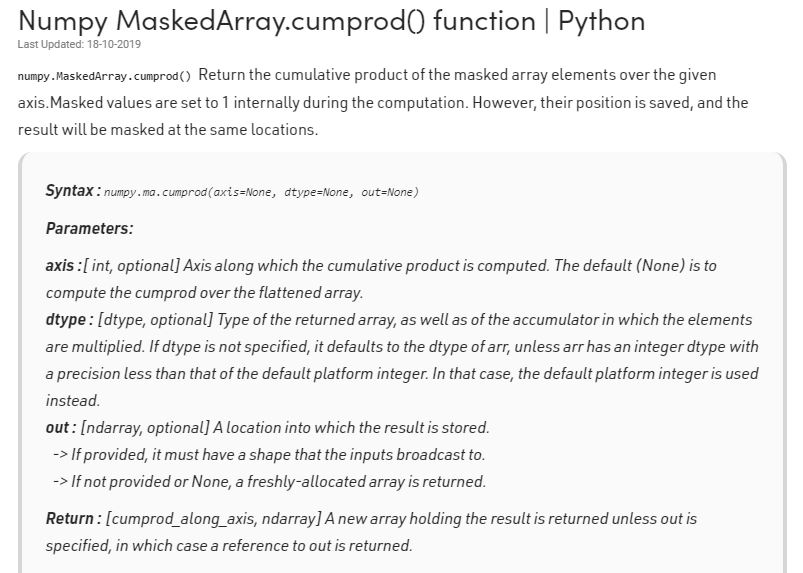 Numpy MaskedArray.cumprod() function | Python
Last Updated: 18-10-2019
numpy.MaskedArray.cumprod() Return the cumulative product of the masked array elements over the given
axis.Masked values are set to 1 internally during the computation. However, their position is saved, and the
result will be masked at the same locations.
Syntax : numpy.ma.cumprod(axis=None, dtype=None, out=None)
Parameters:
axis :[ int, optional] Axis along which the cumulative product is computed. The default (None) is to
compute the cumprod over the flattened array.
dtype : [dtype, optional] Type of the returned array, as well as of the accumulator in which the elements
are multiplied. If dtype is not specified, it defaults to the dtype of arr, unless arr has an integer dtype with
a precision less than that of the default platform integer. In that case, the default platform integer is used
instead.
out : [ndarray, optional] A location into which the result is stored.
-> If provided, it must have a shape that the inputs broadcast to.
-> If not provided or None, a freshly-allocated array is returned.
Return : [cumprod_along_axis, ndarray] A new array holding the result is returned unless out is
specified, in which case a reference to out is returned.